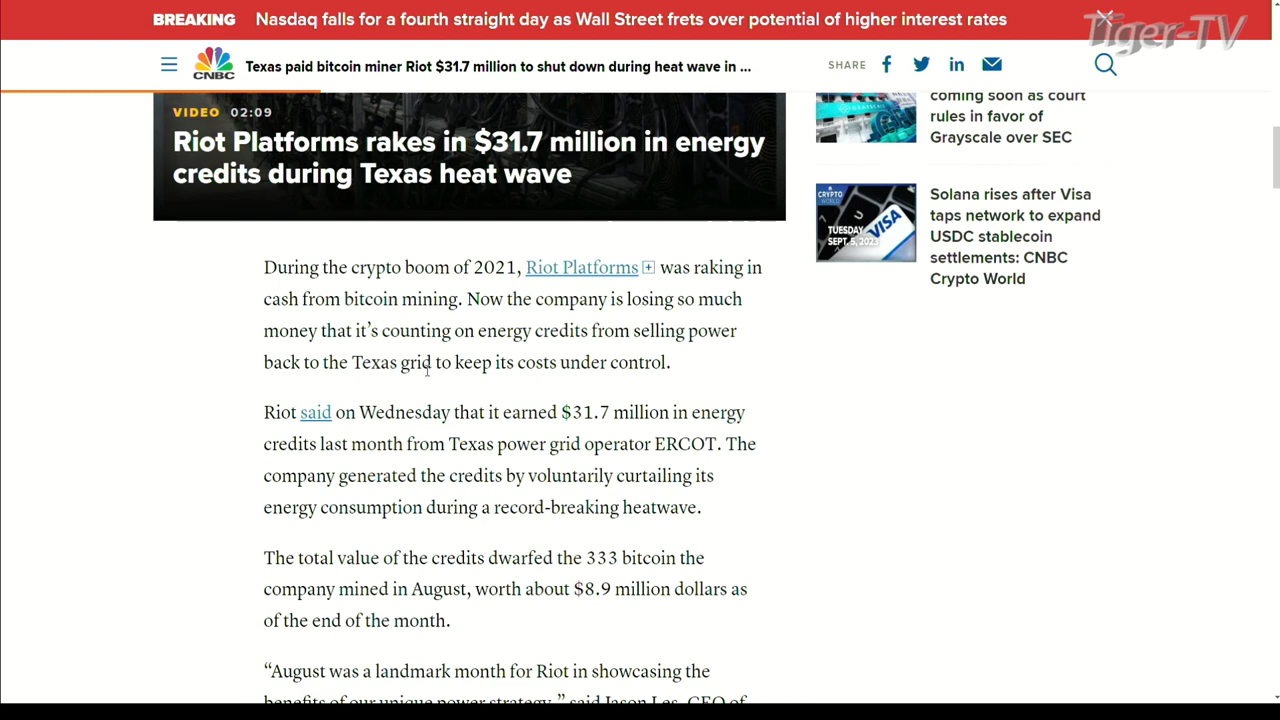 BREAKING Nasdaq falls for a fourth straight day as Wall Street frets over potential of higher interest rates
Tiger-TV
CNBC
Texas paid bitcoin miner Riot $31.7 million to shut down during heat wave in ...
SHARE
VIDEO 02:09
Riot Platforms rakes in $31.7 million in energy
credits during Texas heat wave
coming soon as court
rules in favor of
Grayscale over SEC
CRYPTO
WORLD
TUESDAY
SEPT. 5, 2023
VISA
Solana rises after Visa
taps network to expand
USDC stablecoin
settlements: CNBC
Crypto World
During the crypto boom of 2021, Riot Platforms was raking in
cash from bitcoin mining. Now the company is losing so much
money that it’s counting on energy credits from selling power
back to the Texas grid to keep its costs under control.
Riot said on Wednesday that it earned $31.7 million in energy
credits last month from Texas power grid operator ERCOT. The
company generated the credits by voluntarily curtailing its
energy consumption during a record-breaking heatwave.
The total value of the credits dwarfed the 333 bitcoin the
company mined in August, worth about $8.9 million dollars as
of the end of the month.
“August was a landmark month for Riot in showcasing the
benefits of our unique power strategy,” said Jason Les, CEO of